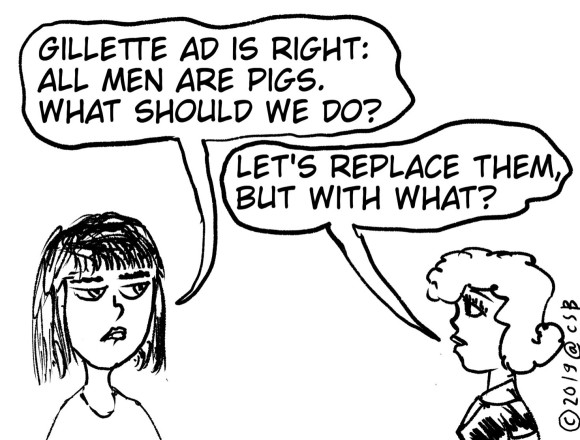 GILLETTE AD IS RIGHT:
ALL MEN ARE PIGS.
WHAT SHOULD WE DO?
LET'S REPLACE THEM,
BUT WITH WHAT?
©2019@CSB